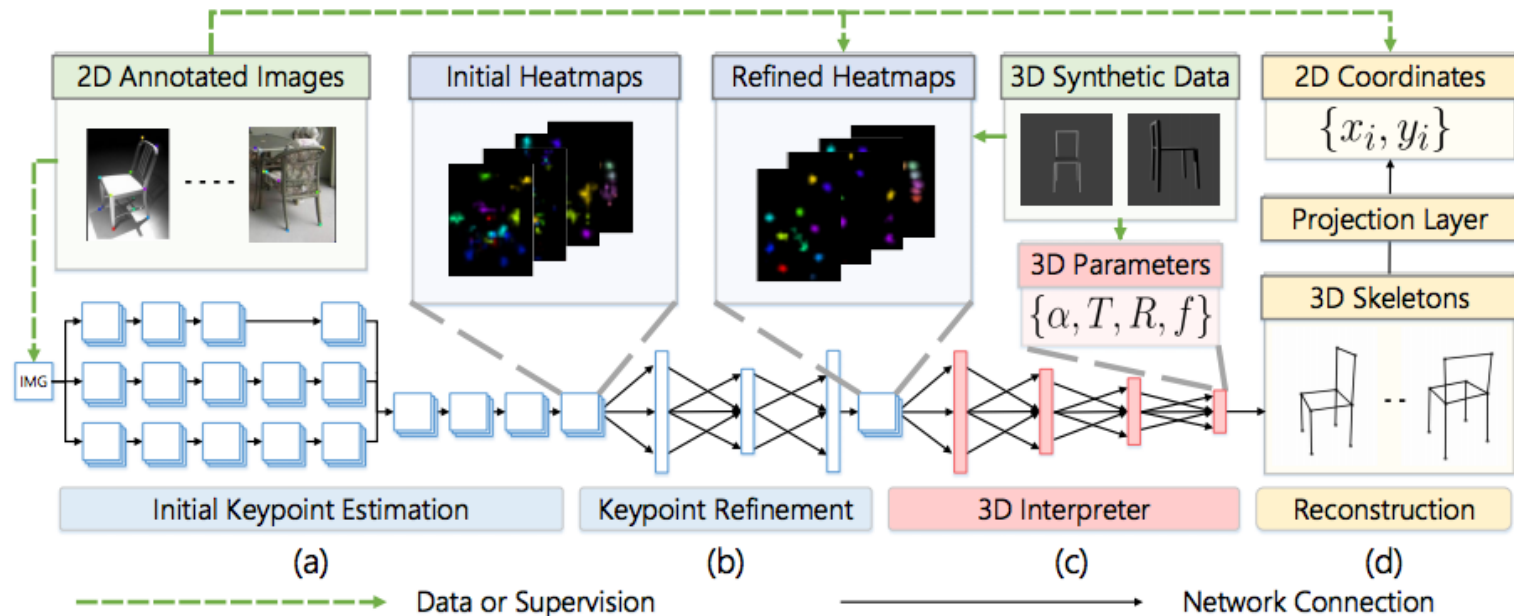 2D Annotated Images
Initial Heatmaps
Refined Heatmaps
3D Synthetic Data
2D Coordinates
{x_i, y_i}
Projection Layer
3D Parameters
{α, T, R, f}
3D Skeletons
IMG
Initial Keypoint Estimation
Keypoint Refinement
3D Interpreter
Reconstruction
(a)
(b)
(c)
(d)
Data or Supervision
Network Connection